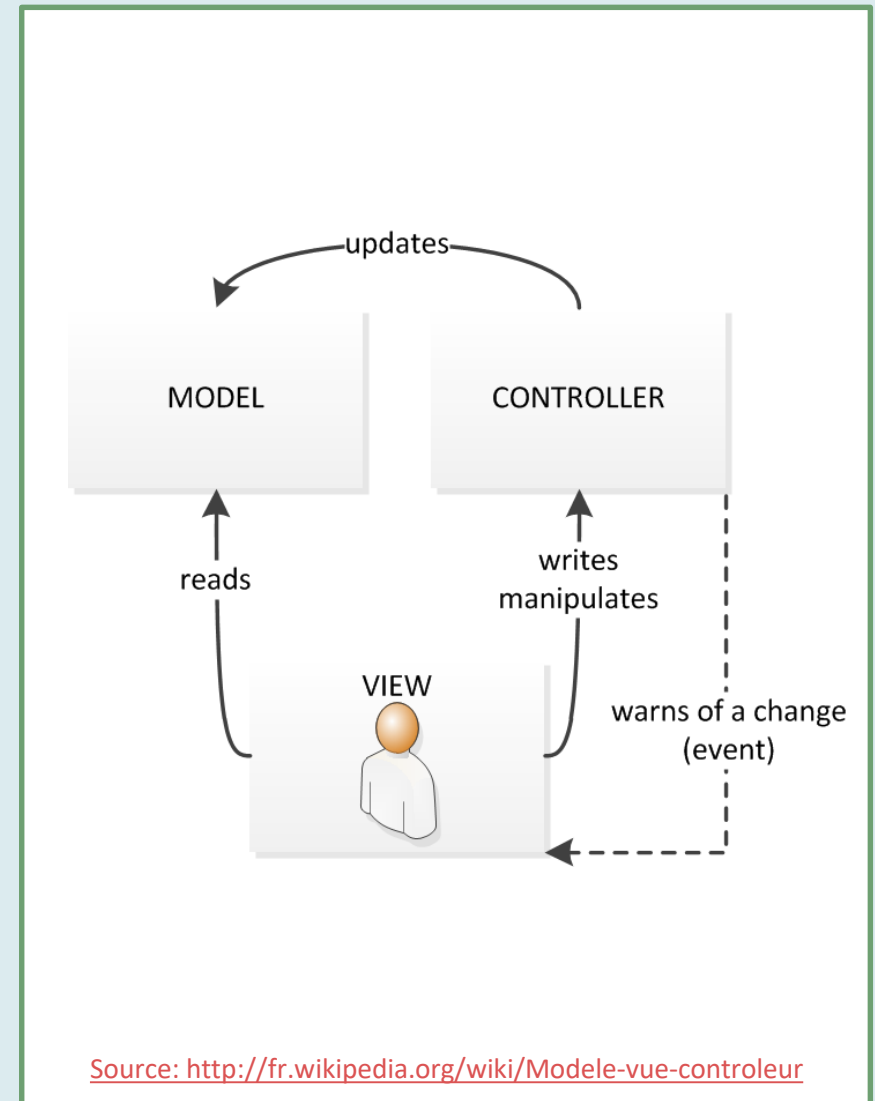 updates
MODEL
CONTROLLER
reads
writes
manipulates
VIEW
warns of a change
(event)
Source: http://fr.wikipedia.org/wiki/Modele-vue-controleur